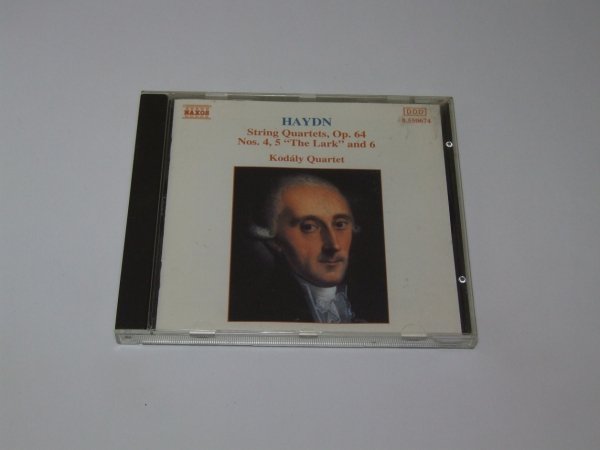 NAXOS
DDD
8.550674
HAYDN
String Quartets, Op. 64
Nos. 4, 5 “The Lark” and 6
Kodály Quartet